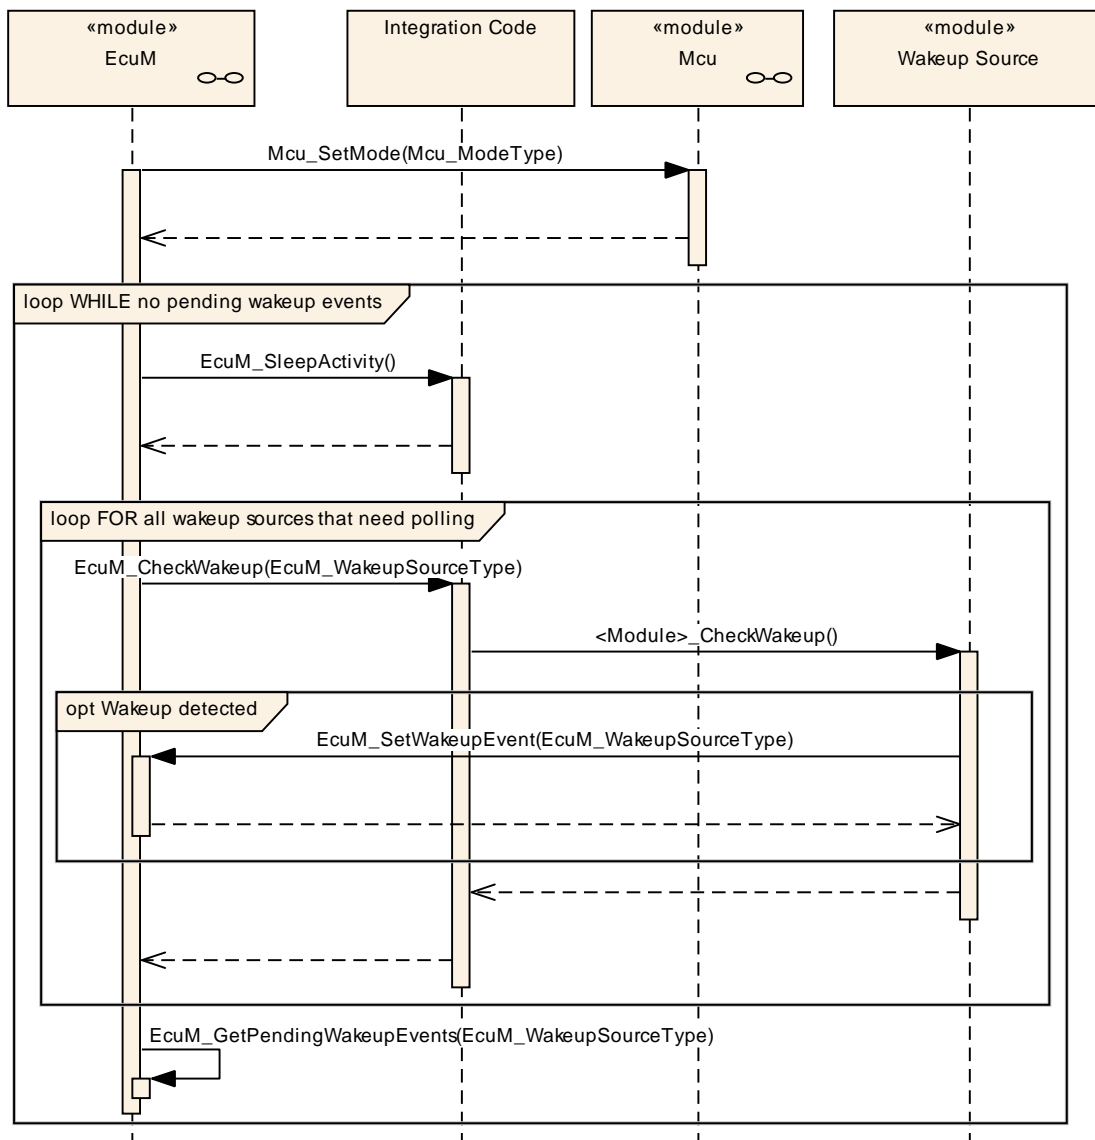 «module»
EcuM
Integration Code
«module»
Mcu
«module»
Wakeup Source
Mcu_SetMode(Mcu_ModeType)
loop WHILE no pending wakeup events
EcuM_SleepActivity()
loop FOR all wakeup sources that need polling
EcuM_CheckWakeup(EcuM_WakeupSourceType)
<Module>_CheckWakeup()
opt Wakeup detected
EcuM_SetWakeupEvent(EcuM_WakeupSourceType)
EcuM_GetPendingWakeupEvents(EcuM_WakeupSourceType)